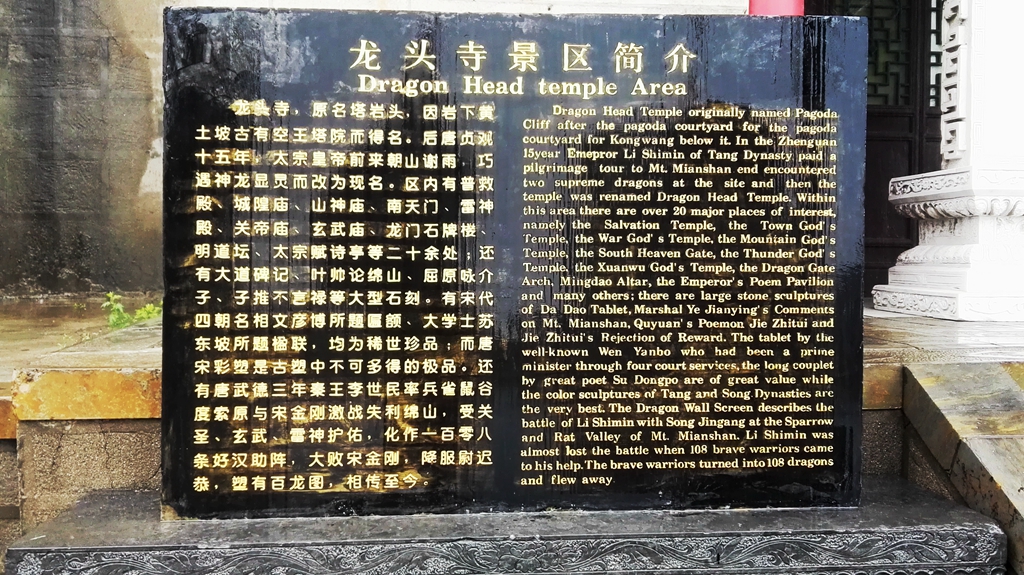 龙头寺景区简介
Dragon Head temple Area
龙头寺，原名塔岩头，因岩下黄
土坡古有空王塔院而得名。后唐贞观
十五年，太宗皇帝前来朝山谢雨，巧
遇神龙显灵而改为现名。区内有普救
殿、城隍庙、山神庙、南天门、雷神
殿、关帝庙、玄武庙、龙门石牌楼、
明道坛、太宗赋诗亭等二十余处；还
有大道碑记、叶帅论绵山、屈原咏介
子、子推不言禄等大型石刻。有宋代
四朝名相文彦博所题匾额、大学士苏
东坡所题楹联，均为稀世珍品；而唐
宋彩塑是古塑中不可多得的极品。还
有唐武德三年秦王李世民率兵雀鼠谷
度索原与宋金刚激战失利绵山，受关
圣、玄武、雷神护佑，化作一百零八
条好汉助阵，大败宋金刚，降服尉迟
恭，塑有百龙图，相传至今。
Dragon Head Temple originally named Pagoda
Cliff after the pagoda courtyard for the pagoda
courtyard for Kongwang below it. In the Zhenguan
15year Emepror Li Shimin of Tang Dynasty paid a
pilgrimage tour to Mt. Mianshan end encountered
two supreme dragons at the site and then the
temple was renamed Dragon Head Temple. Within
this area there are over 20 major places of interest,
namely the Salvation Temple, the Town God's
Temple, the War God's Temple, the Mountain God's
Temple, the South Heaven Gate, the Thunder God's
Temple, the Xuanwu God's Temple, the Dragon Gate
Arch, Mingdao Altar, the Emperor's Poem Pavilion
and many others; there are large stone sculptures
of Da Dao Tablet, Marshal Ye Jianying's Comments
on Mt. Mianshan, Quyuan's Poemon Jie Zhitui and
Jie Zhitui's Rejection of Reward. The tablet by the
well-known Wen Yanbo who had been a prime
minister through four court services, the long couplet
by great poet Su Dongpo are of great value while
the color sculptures of Tang and Song Dynasties are
the very best. The Dragon Wall Screen describes the
battle of Li Shimin with Song Jingang at the Sparrow
and Rat Valley of Mt. Mianshan. Li Shimin was
almost lost the battle when 108 brave warriors came
to his help. The brave warriors turned into 108 dragons
and flew away